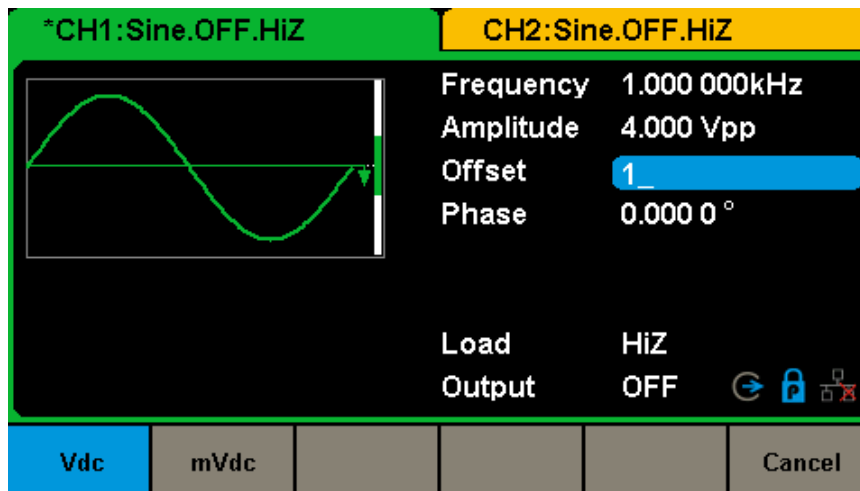 *CH1:Sine.OFF.HiZ CH2:Sine.OFF.HiZ
Frequency 1.000 000kHz
Amplitude 4.000 Vpp
Offset 1_
Phase 0.000 0 °
Load HiZ
Output OFF P
Vdc mVdc Cancel